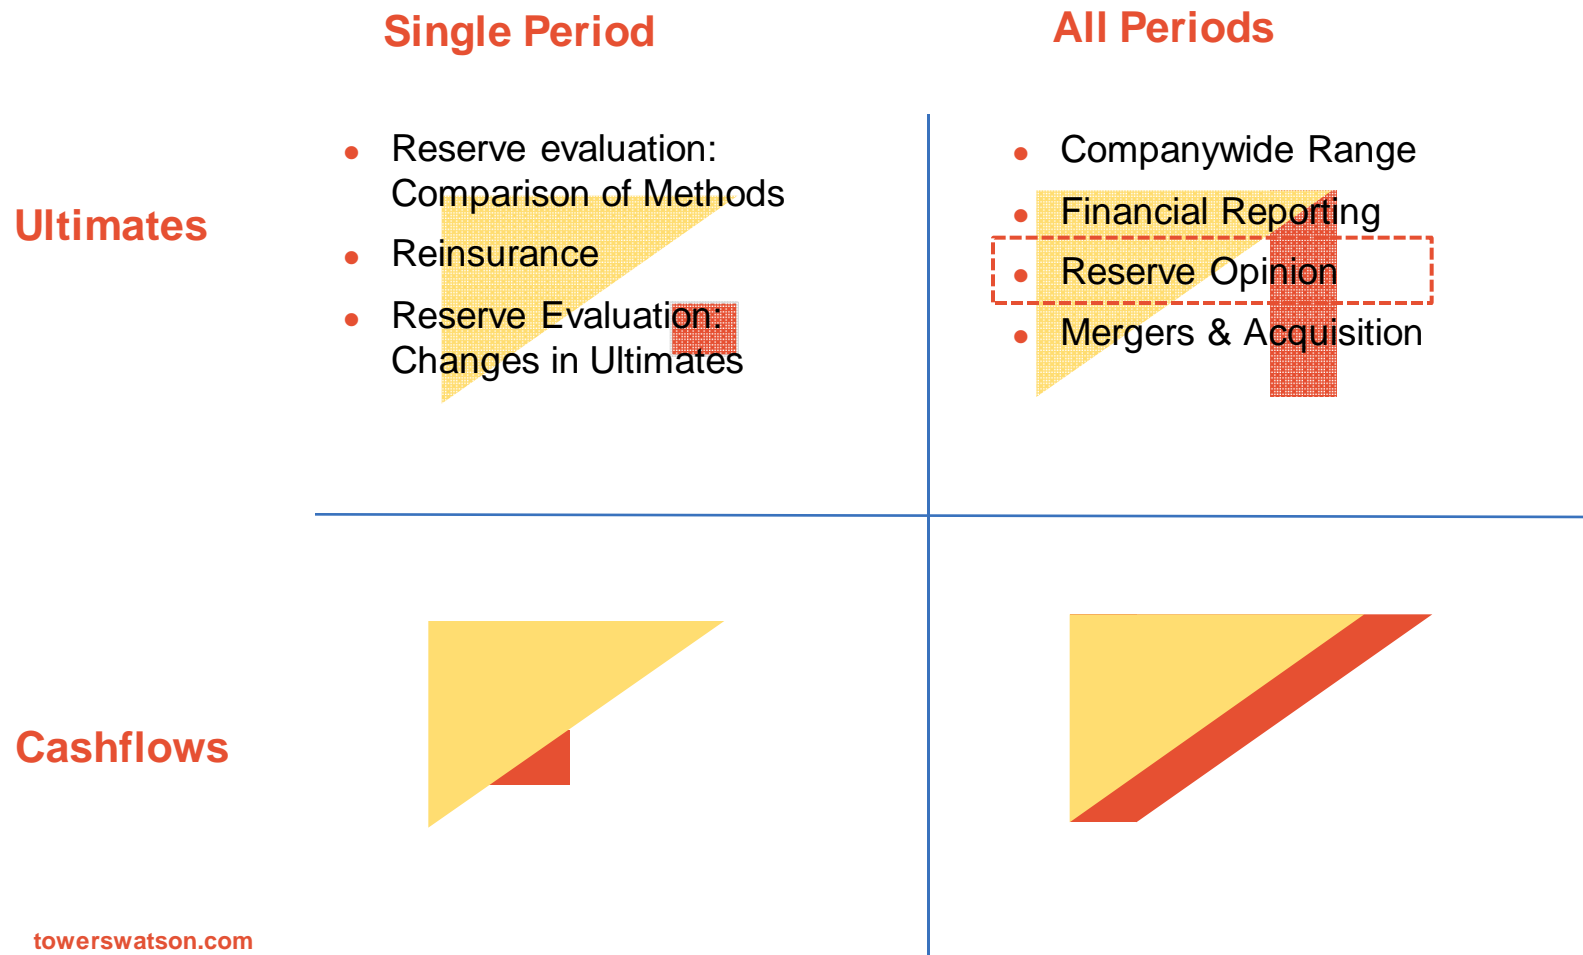 Single Period
All Periods
Ultimates
● Reserve evaluation:
Comparison of Methods
● Reinsurance
● Reserve Evaluation:
Changes in Ultimates
● Companywide Range
● Financial Reporting
● Reserve Opinion
● Mergers & Acquisition
Cashflows
towerswatson.com